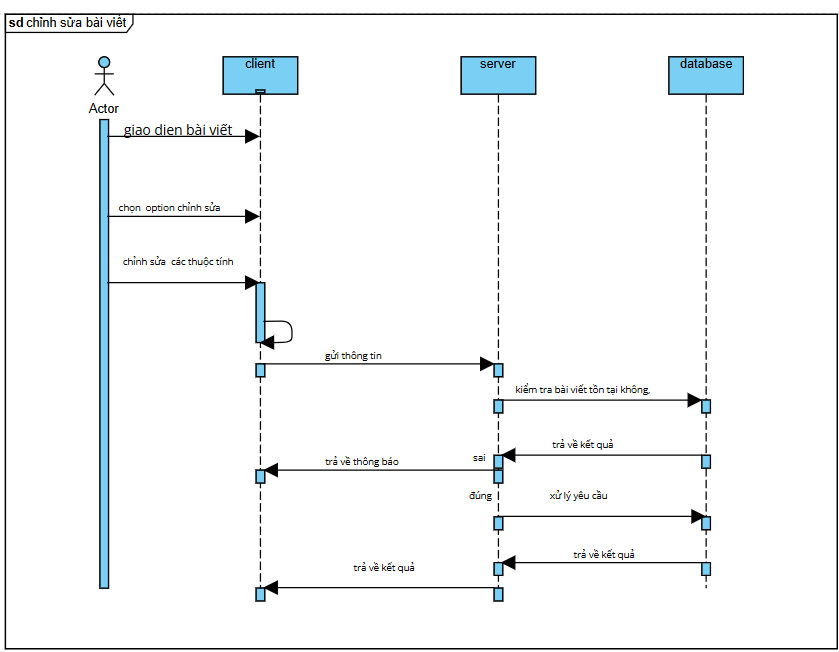 sd chỉnh sửa bài viết
client
server
database
Actor
giao dien bài viết
chọn option chỉnh sửa
chỉnh sửa các thuộc tính
gửi thông tin
kiểm tra bài viết tồn tại không,
trả về kết quả
sai
trả về thông báo
đúng
xử lý yêu cầu
trả về kết quả
trả về kết quả